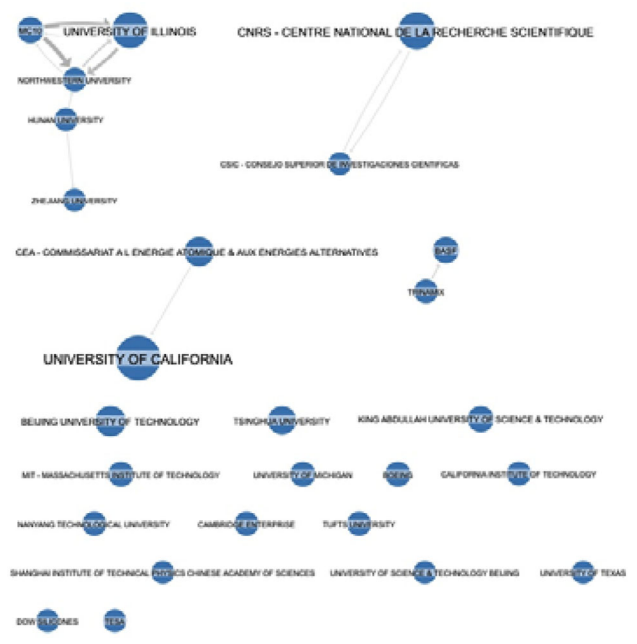 MC10
UNIVERSITY OF ILLINOIS
CNRS - CENTRE NATIONAL DE LA RECHERCHE SCIENTIFIQUE
NORTHWESTERN UNIVERSITY
HUNAN UNIVERSITY
CSIC - CONSEJO SUPERIOR DE INVESTIGACIONES CIENTIFICAS
ZHEJIANG UNIVERSITY
CEA - COMMISSARIAT A L ENERGIE ATOMIQUE & AUX ENERGIES ALTERNATIVES
BASF
TRINAMIX
UNIVERSITY OF CALIFORNIA
BEIJING UNIVERSITY OF TECHNOLOGY
TSINGHUA UNIVERSITY
KING ABDULLAH UNIVERSITY OF SCIENCE & TECHNOLOGY
MIT - MASSACHUSETTS INSTITUTE OF TECHNOLOGY
UNIVERSITY OF MICHIGAN
BOEING
CALIFORNIA INSTITUTE OF TECHNOLOGY
NANYANG TECHNOLOGICAL UNIVERSITY
CAMBRIDGE ENTERPRISE
TUFTS UNIVERSITY
SHANGHAI INSTITUTE OF TECHNICAL PHYSICS CHINESE ACADEMY OF SCIENCES
UNIVERSITY OF SCIENCE & TECHNOLOGY BEIJING
UNIVERSITY OF TEXAS
DOW SILICONES
TESA